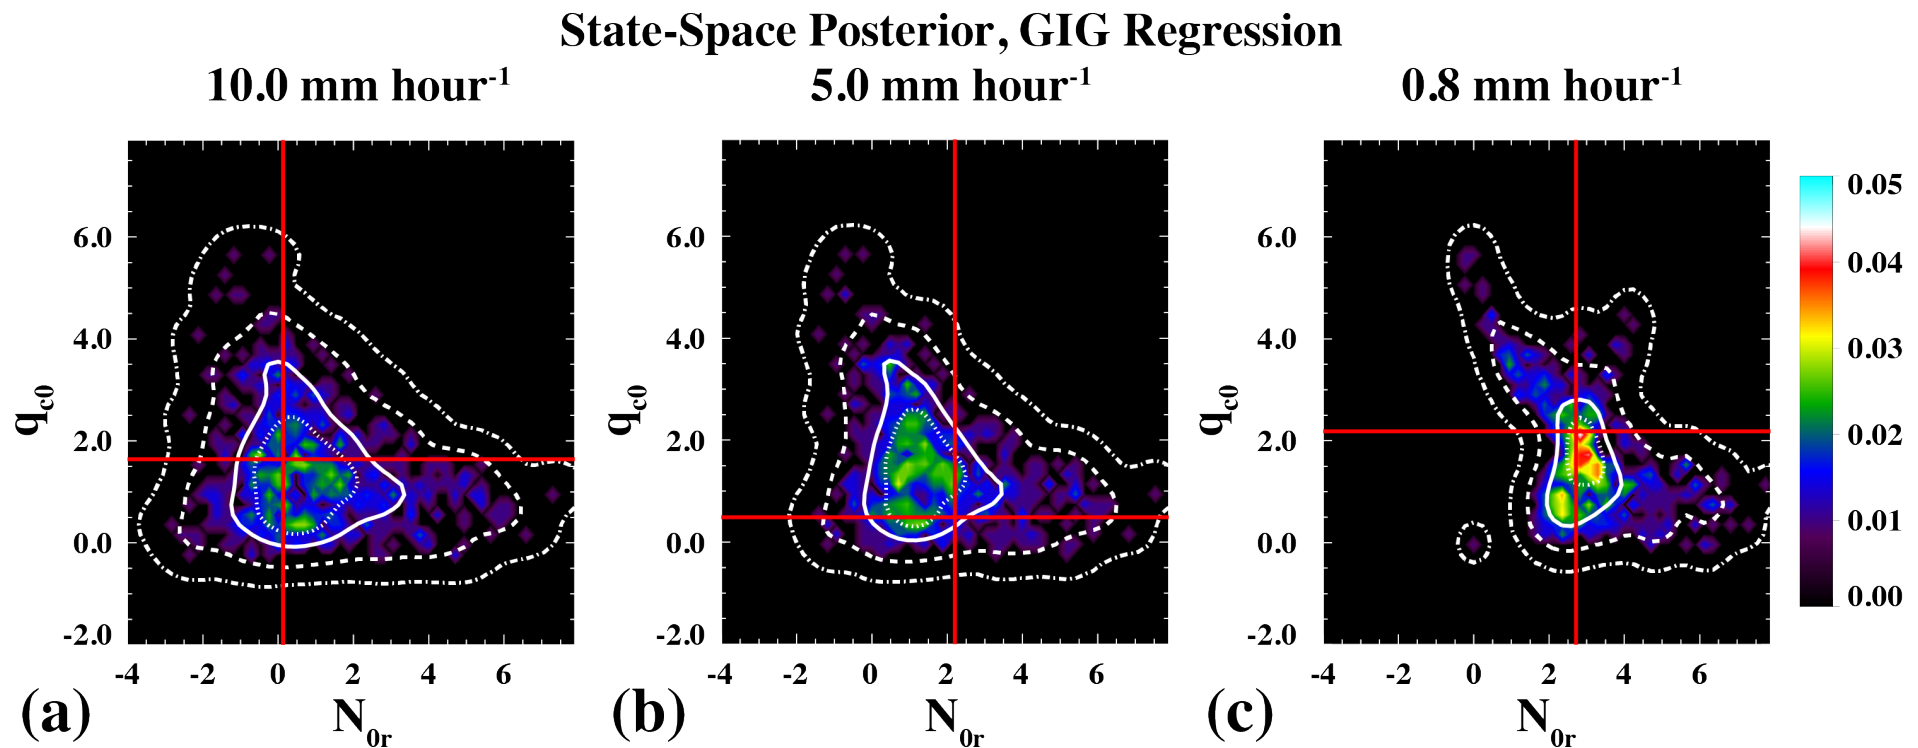 State-Space Posterior, GIG Regression
10.0 mm hour-1
5.0 mm hour-1
0.8 mm hour-1
6.0
4.0
2.0
0.0
-2.0
qc0
-4 -2 0 2 4 6
N0r
(a)
6.0
4.0
2.0
0.0
-2.0
qc0
-4 -2 0 2 4 6
N0r
(b)
6.0
4.0
2.0
0.0
-2.0
qc0
-4 -2 0 2 4 6
N0r
(c)
0.05
0.04
0.03
0.02
0.01
0.00